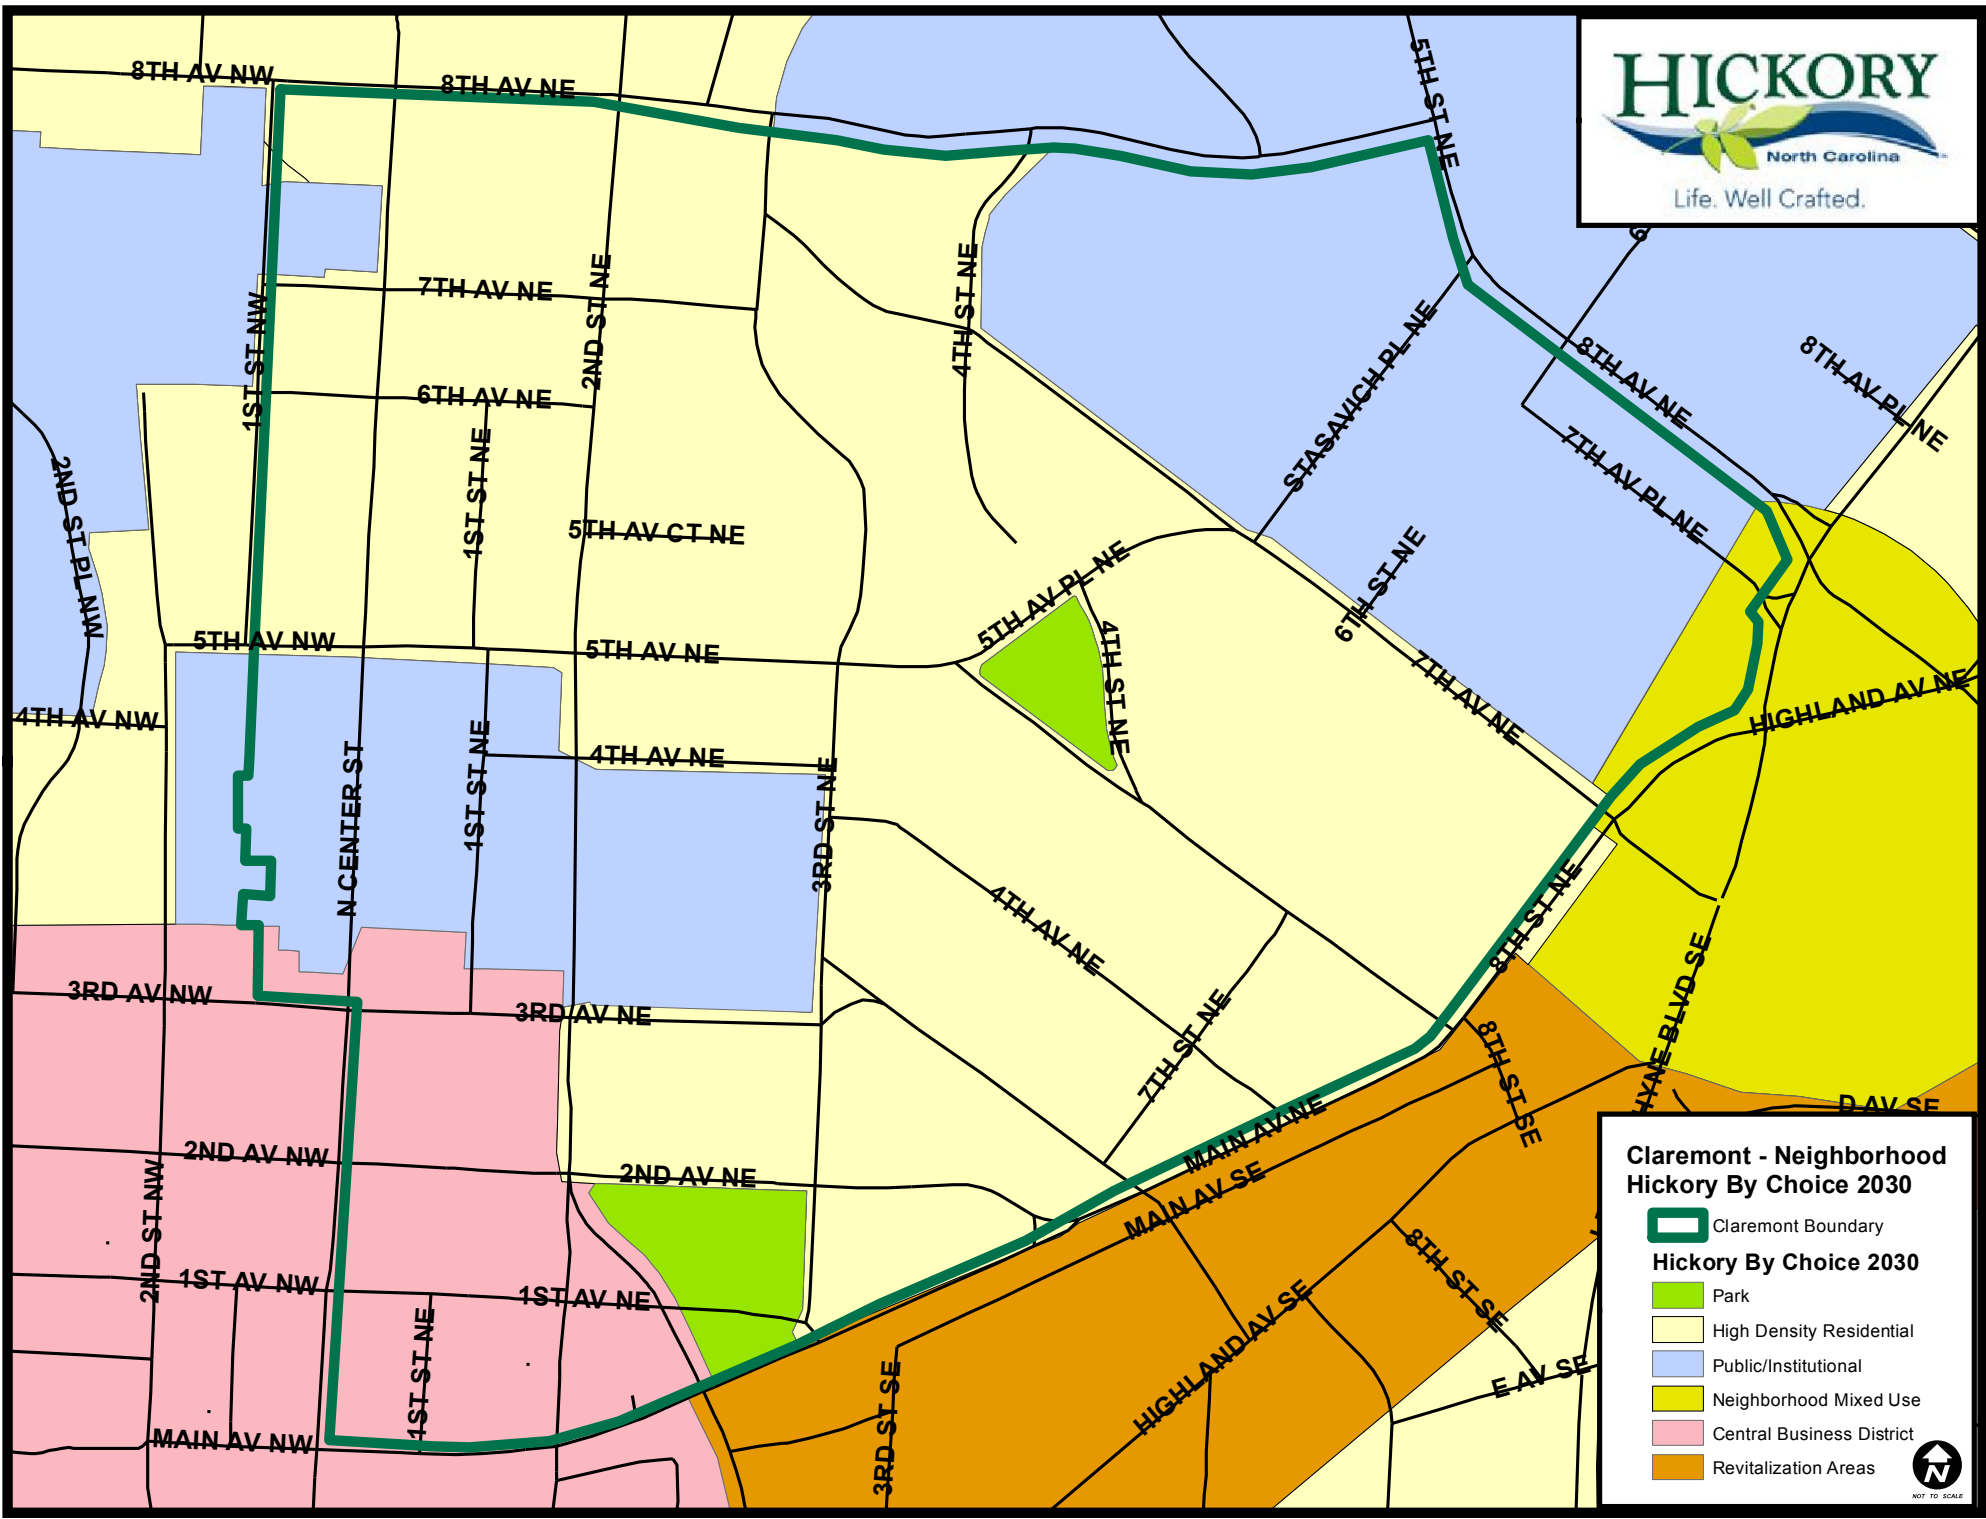 8TH AV NW
8TH AV NE
5TH ST NE
HICKORY
North Carolina
Life. Well Crafted.
6
7TH AV NE
2ND ST NE
4TH ST NE
1ST ST NW
STASAVICH PL NE
8TH AV NE
8TH AV PL NE
6TH AV NE
1ST ST NE
7TH AV PL NE
2ND ST PL NW
5TH AV CT NE
5TH AV PL NE
6TH ST NE
5TH AV NW
5TH AV NE
4TH ST NE
7TH AV NE
HIGHLAND AV NE
4TH AV NW
N CENTER ST
1ST ST NE
4TH AV NE
3RD ST NE
4TH AV NE
8TH ST NE
3RD AV NW
3RD AV NE
7TH ST NE
8TH ST SE
HYNE BLVD SE
D AV SE
2ND AV NW
2ND AV NE
MAIN AV NE
MAIN AV SE
2ND ST NW
1ST AV NW
1ST AV NE
1ST ST NE
8TH ST SE
HIGHLAND AV SE
3RD ST SE
E AV SE
MAIN AV NW
Claremont - Neighborhood
Hickory By Choice 2030
Claremont Boundary
Hickory By Choice 2030
Park
High Density Residential
Public/Institutional
Neighborhood Mixed Use
Central Business District
Revitalization Areas
N
NOT TO SCALE